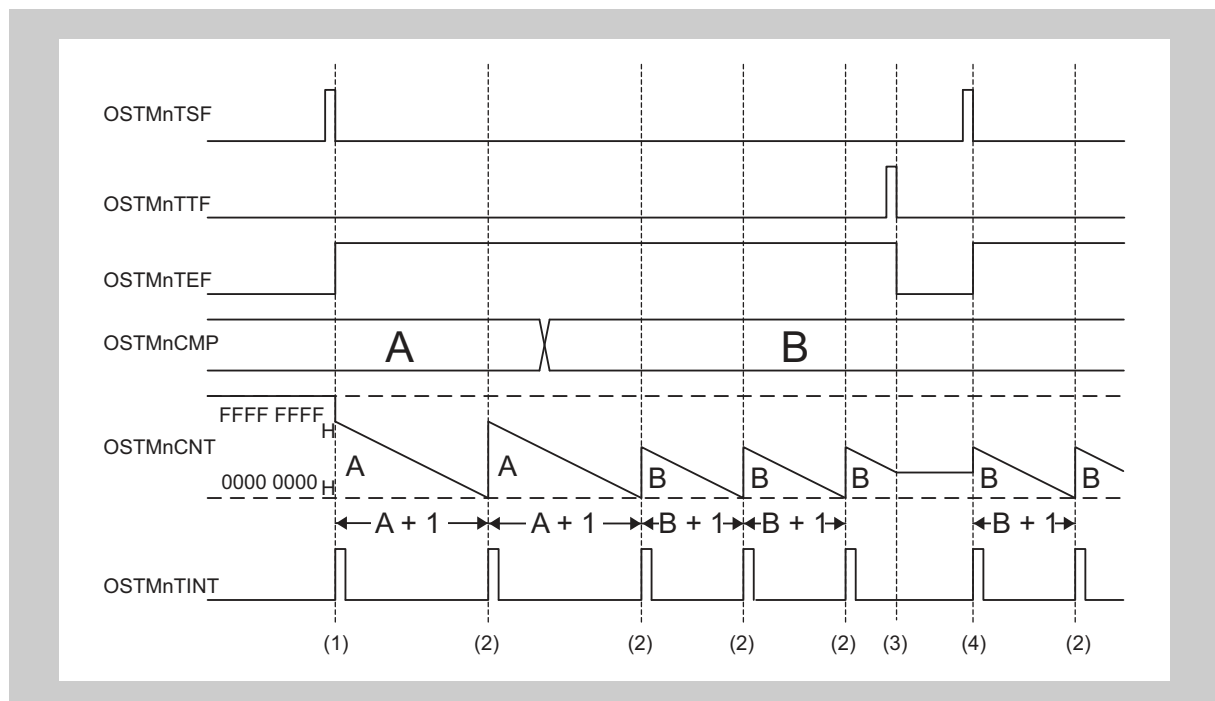 OSTMnTSF
OSTMnTTF
OSTMnTEF
OSTMnCMP A B
FFFF FFFF H
OSTMnCNT A A B B B B B
0000 0000 H
A + 1 A + 1 B + 1 B + 1 B + 1
OSTMnTINT
(1) (2) (2) (2) (2) (3) (4) (2)